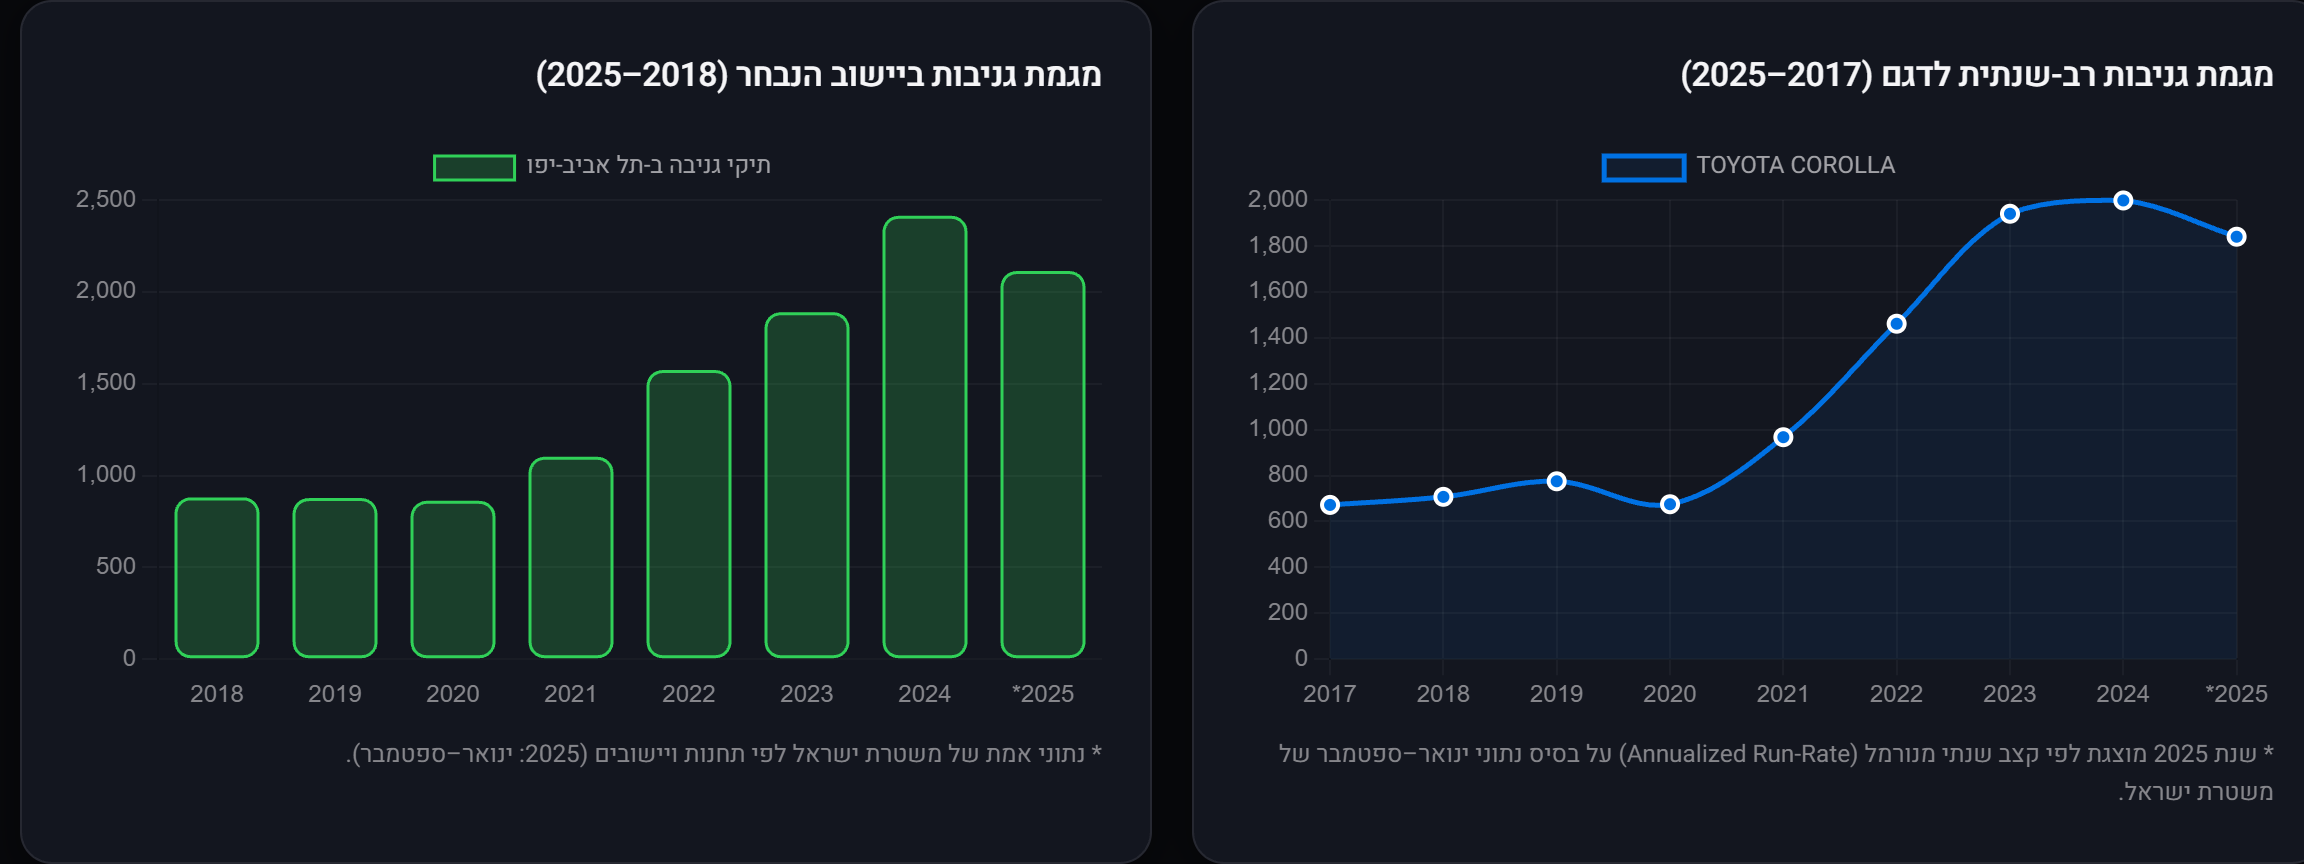 מגמת גניבות רב-שנתית לדגם (2017–2025)
TOYOTA COROLLA
2,000
1,800
1,600
1,400
1,200
1,000
800
600
400
200
0
2017 2018 2019 2020 2021 2022 2023 2024 *2025
* שנת 2025 מוצגת לפי קצב שנתי מנורמל (Annualized Run-Rate) על בסיס נתוני ינואר–ספטמבר של
משטרת ישראל.
מגמת גניבות ביישוב הנבחר (2018–2025)
תיקי גניבה ב-תל אביב-יפו
2,500
2,000
1,500
1,000
500
0
2018 2019 2020 2021 2022 2023 2024 *2025
* נתוני אמת של משטרת ישראל לפי תחנות ויישובים (2025: ינואר–ספטמבר).